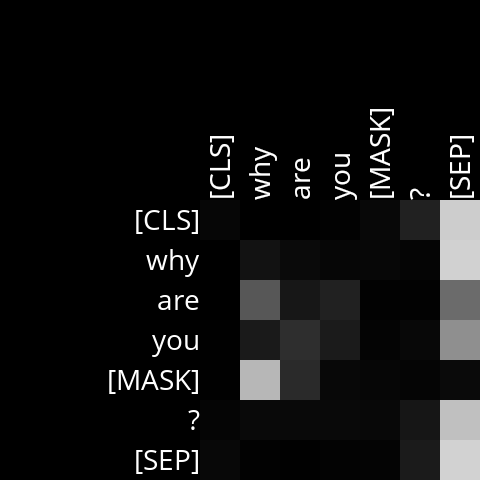 [CLS]
why
are
you
[MASK]
?
[SEP]
[CLS]
why
are
you
[MASK]
?
[SEP]